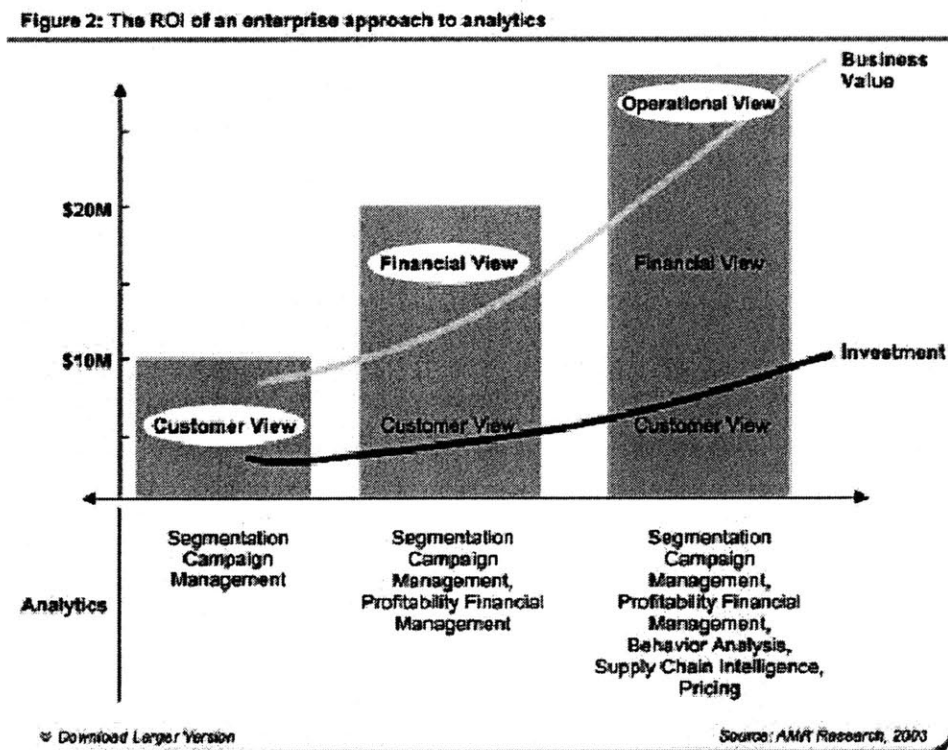 Figure 2: The ROI of an enterprise approach to analytics
Business
Value
Operational View
$20M
Financial View
Financial View
$10M
Investment
Customer View
Customer View
Customer View
Analytics
Segmentation
Campaign
Management
Segmentation
Campaign
Management,
Profitability Financial
Management
Segmentation
Campaign
Management,
Profitability Financial
Management,
Behavior Analysis,
Supply Chain Intelligence,
Pricing
Download Larger Version
Source: AMR Research, 2003